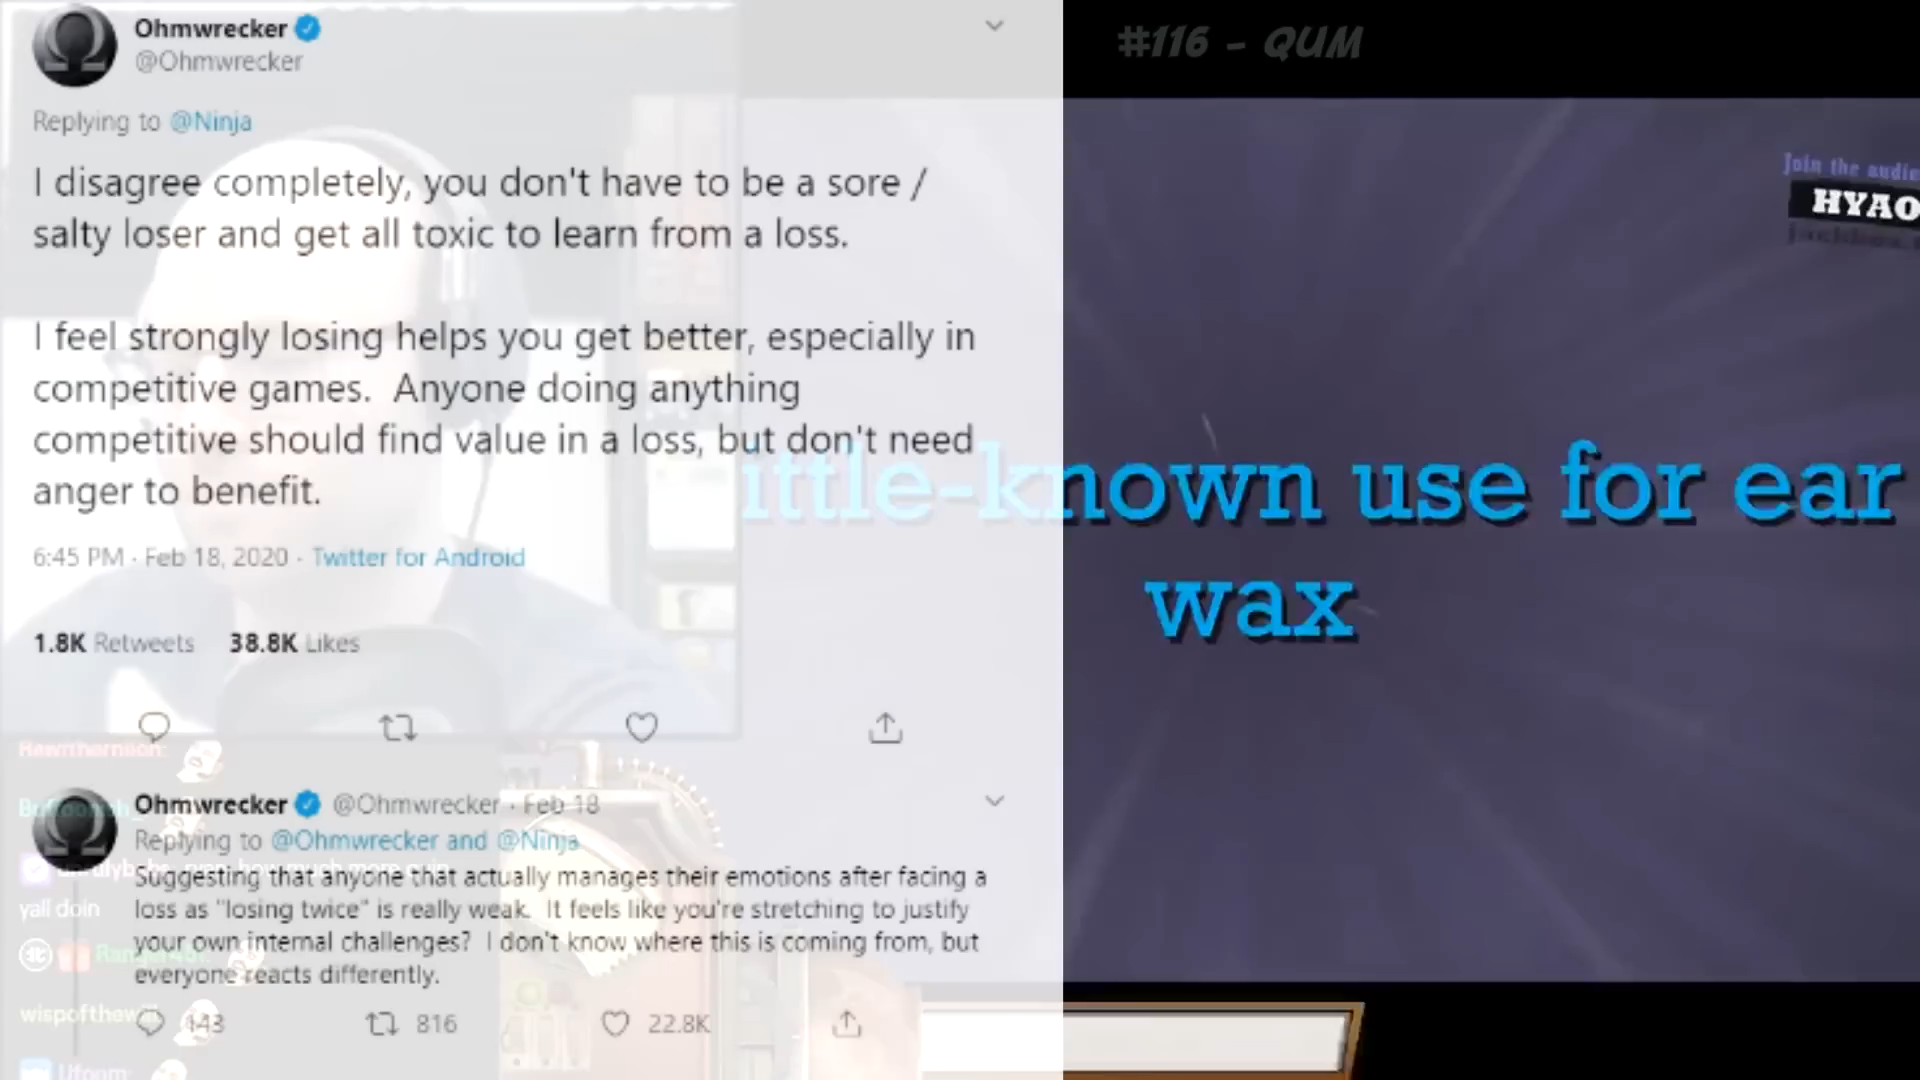 Ohmwrecker
@Ohmwrecker
#116 - QUM
Replying to @Ninja
I disagree completely, you don't have to be a sore /
salty loser and get all toxic to learn from a loss.
I feel strongly losing helps you get better, especially in
competitive games. Anyone doing anything
competitive should find value in a loss, but don't need
anger to benefit.
6:45 PM · Feb 18, 2020 · Twitter for Android
1.8K Retweets 38.8K Likes
Ohmwrecker @Ohmwrecker · Feb 18
Replying to @Ohmwrecker and @Ninja
Suggesting that anyone that actually manages their emotions after facing a
loss as "losing twice" is really weak. It feels like you're stretching to justify
your own internal challenges? I don't know where this is coming from, but
everyone reacts differently.
143 816 22.8K
Join the audie
HYAO
ittle-known use for ear
wax
yall doin
wispofthew